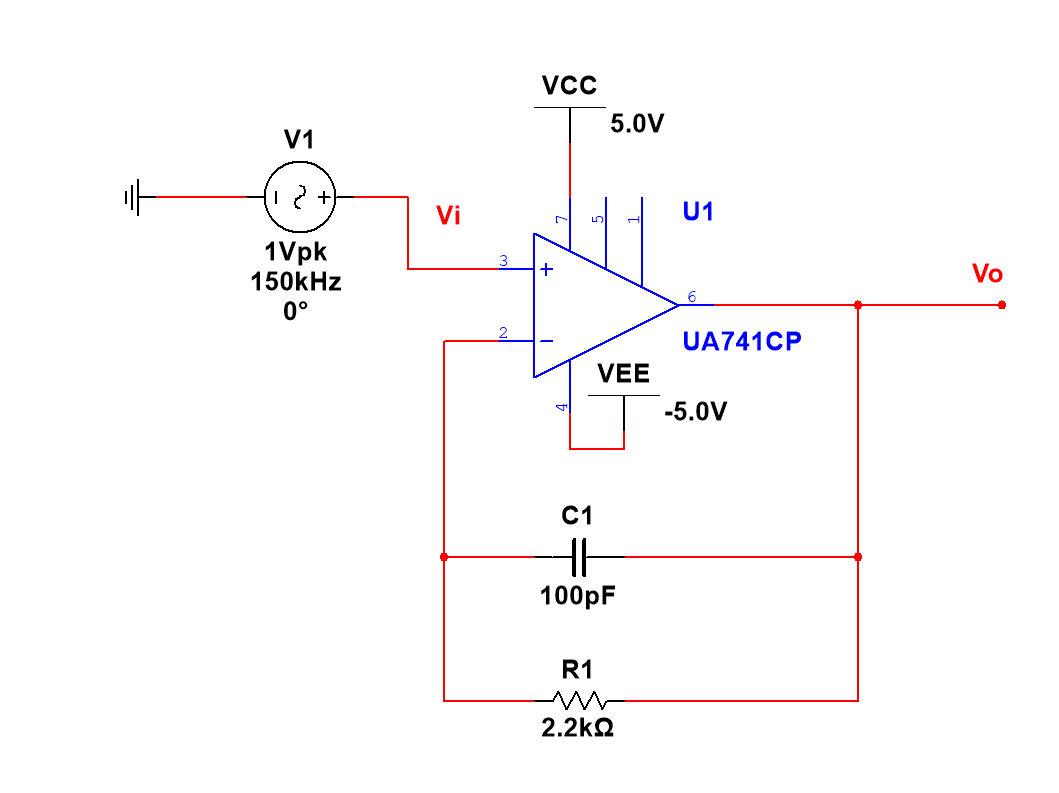 VCC
5.0V
V1
Vi
1Vpk
150kHz
0°
7
5
1
U1
3
+
2
−
6
Vo
UA741CP
VEE
4
-5.0V
C1
100pF
R1
2.2kΩ